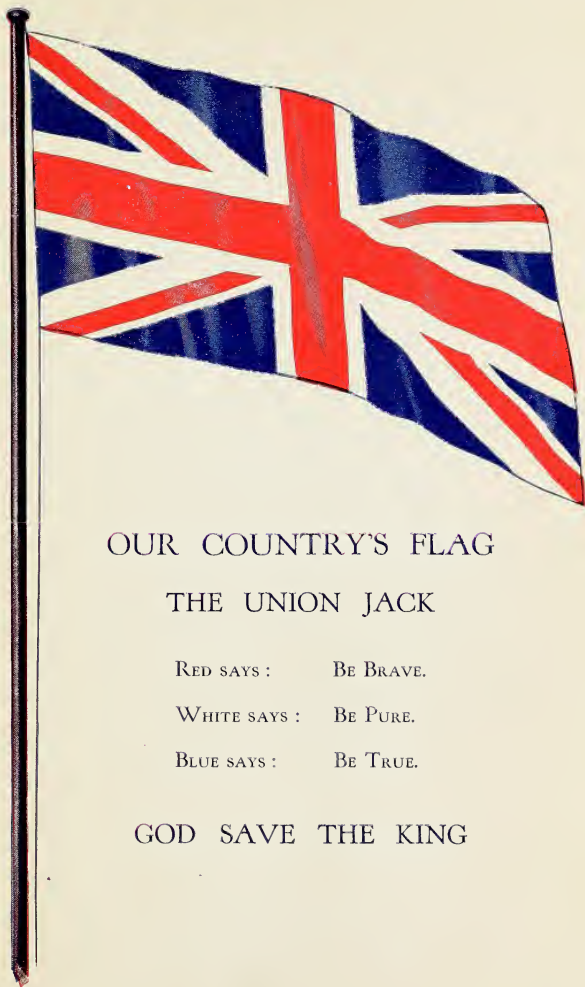 OUR COUNTRY'S FLAG
THE UNION JACK
RED SAYS : BE BRAVE.
WHITE SAYS : BE PURE.
BLUE SAYS : BE TRUE.
GOD SAVE THE KING